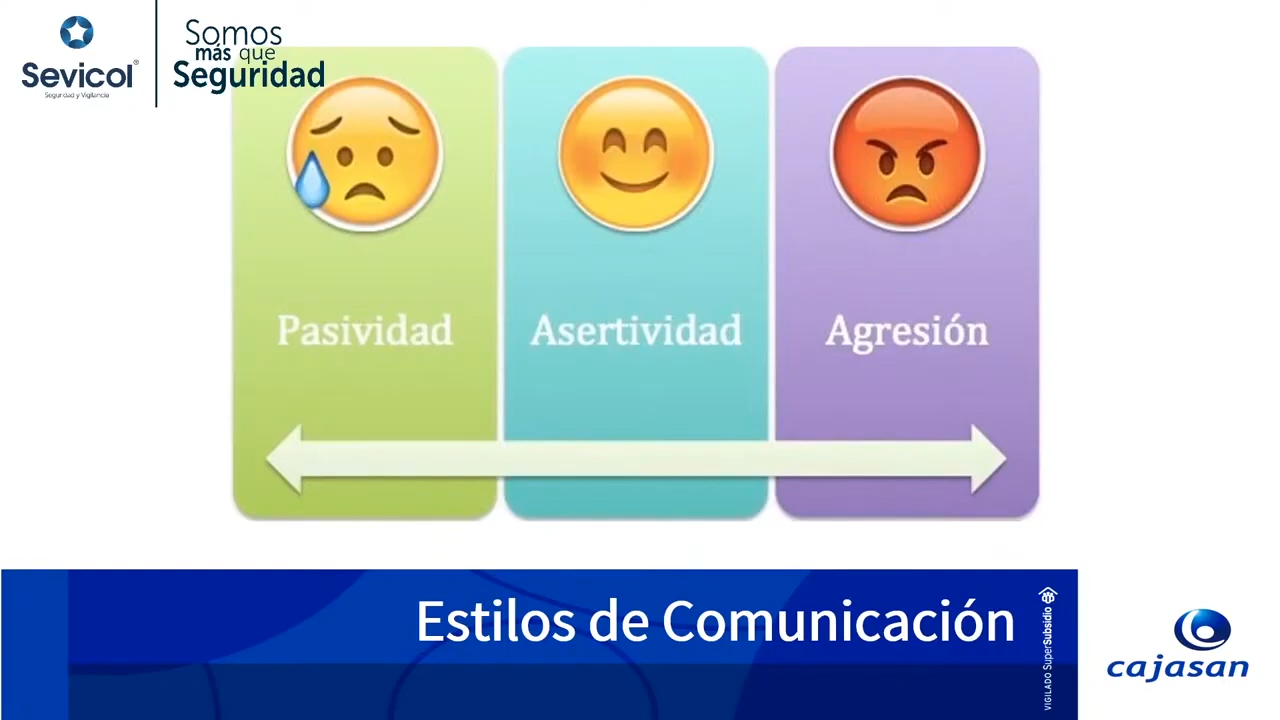 Sevicol®
Seguridad y Vigilancia
Somos
más que
Seguridad
Pasividad
Asertividad
Agresión
Estilos de Comunicación
VIGILADO SuperSubsidio
cajasan